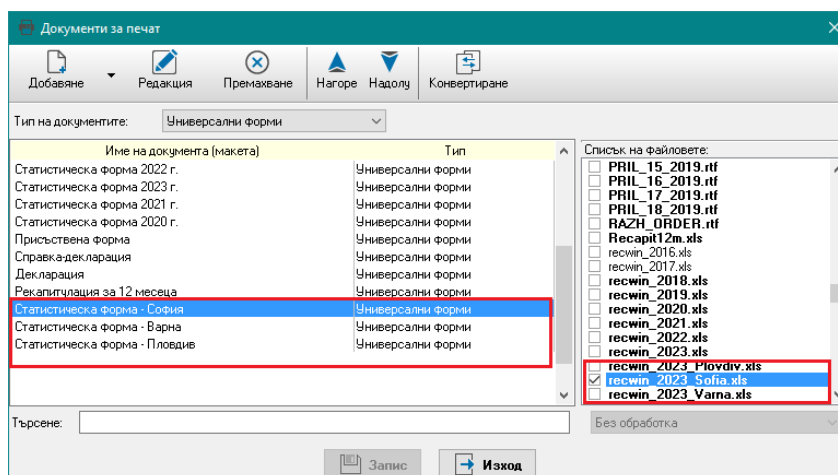 Документи за печат
Добавяне Редакция Премахване Нагоре Надолу Конвертиране
Тип на документите: Универсални форми
Име на документа (макета) Тип
Статистическа форма 2022 г. Универсални форми
Статистическа форма 2023 г. Универсални форми
Статистическа форма 2021 г. Универсални форми
Статистическа форма 2020 г. Универсални форми
Присъствена форма Универсални форми
Справка-декларация Универсални форми
Декларация Универсални форми
Рекапитулация за 12 месеца Универсални форми
Статистическа форма - София Универсални форми
Статистическа форма - Варна Универсални форми
Статистическа форма - Пловдив Универсални форми
Списък на файловете:
PRIL_15_2019.rtf
PRIL_16_2019.rtf
PRIL_17_2019.rtf
PRIL_18_2019.rtf
RAZH_ORDER.rtf
Recapit12m.xls
recwin_2016.xls
recwin_2017.xls
recwin_2018.xls
recwin_2019.xls
recwin_2020.xls
recwin_2021.xls
recwin_2022.xls
recwin_2023.xls
recwin_2023_Plovdiv.xls
recwin_2023_Sofia.xls
recwin_2023_Varna.xls
Търсене:
Без обработка
Запис Изход